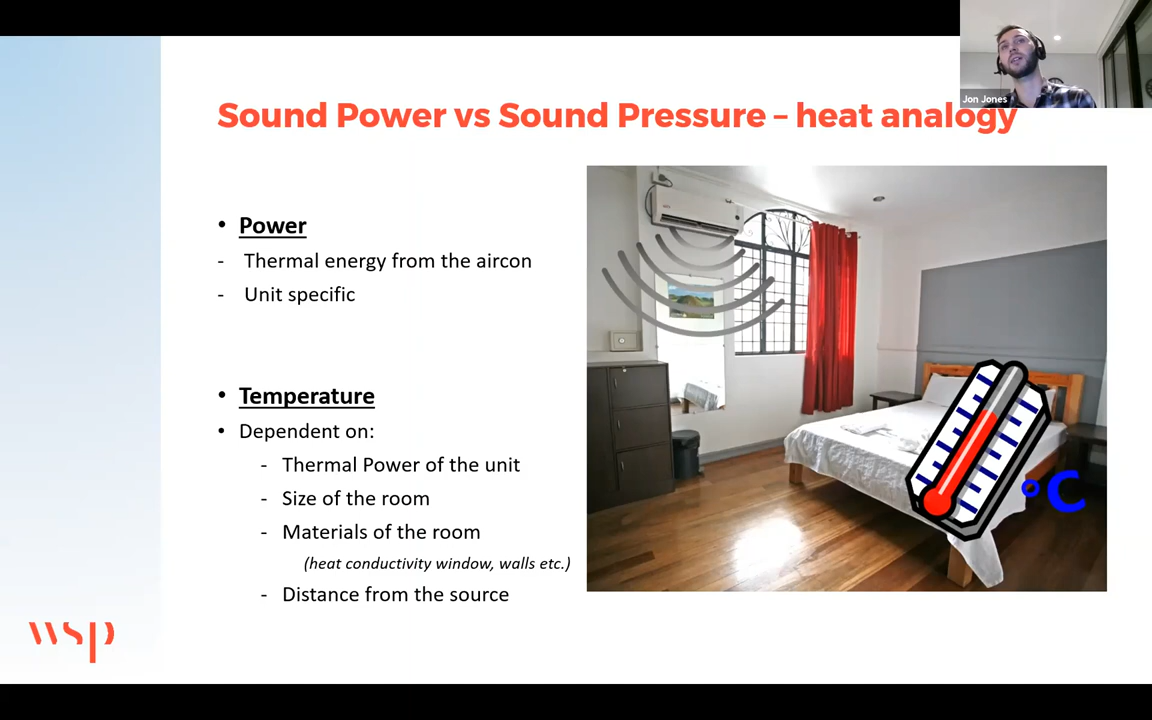 Jon Jones
Sound Power vs Sound Pressure – heat analogy
• Power
- Thermal energy from the aircon
- Unit specific
• Temperature
• Dependent on:
- Thermal Power of the unit
- Size of the room
- Materials of the room
(heat conductivity window, walls etc.)
- Distance from the source
°C
wsp